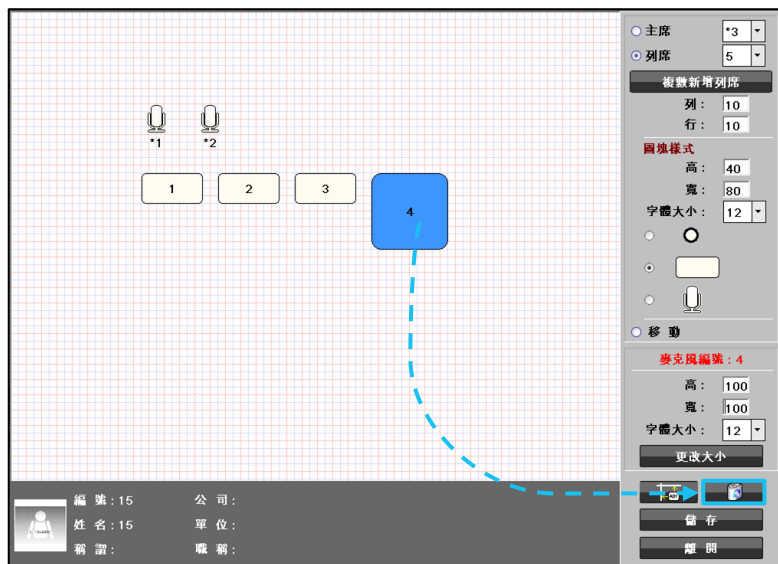 *1 *2
1 2 3 4
主席 *3
列席 5
複數新增列席
列： 10
行： 10
圖塊樣式
高： 40
寬： 80
字體大小： 12
移 動
麥克風編號：4
高： 100
寬： 100
字體大小： 12
更改大小
儲 存
離 開
編 號:15 公 司:
姓 名:15 單 位:
稱 謂: 職 稱: